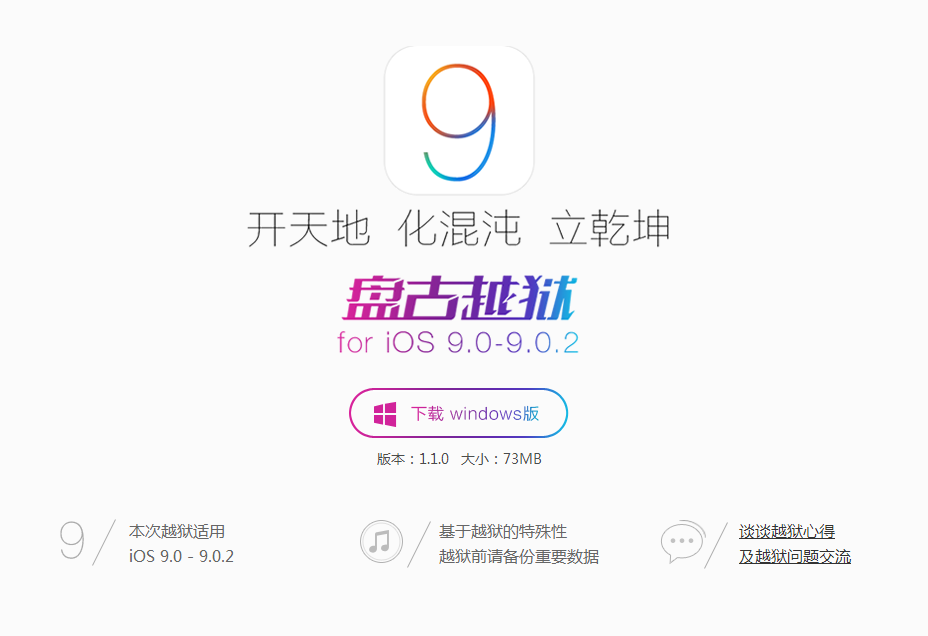 9
开天地 化混沌 立乾坤
盘古越狱
for iOS 9.0-9.0.2
下载 windows版
版本：1.1.0 大小：73MB
9
本次越狱适用
iOS 9.0 - 9.0.2
基于越狱的特殊性
越狱前请备份重要数据
谈谈越狱心得
及越狱问题交流